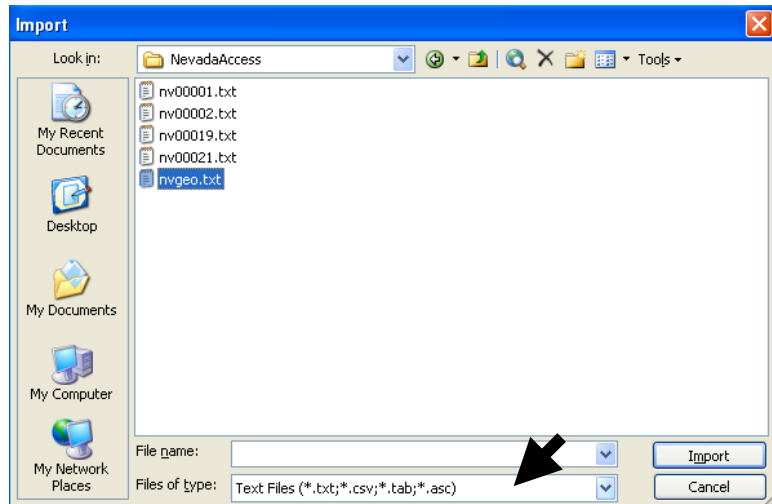 Import
Look in:
NevadaAccess
Tools
nv00001.txt
nv00002.txt
nv00019.txt
nv00021.txt
nvgeo.txt
My Recent
Documents
Desktop
My Documents
My Computer
My Network
Places
File name:
Import
Files of type:
Text Files (*.txt;*.csv;*.tab;*.asc)
Cancel